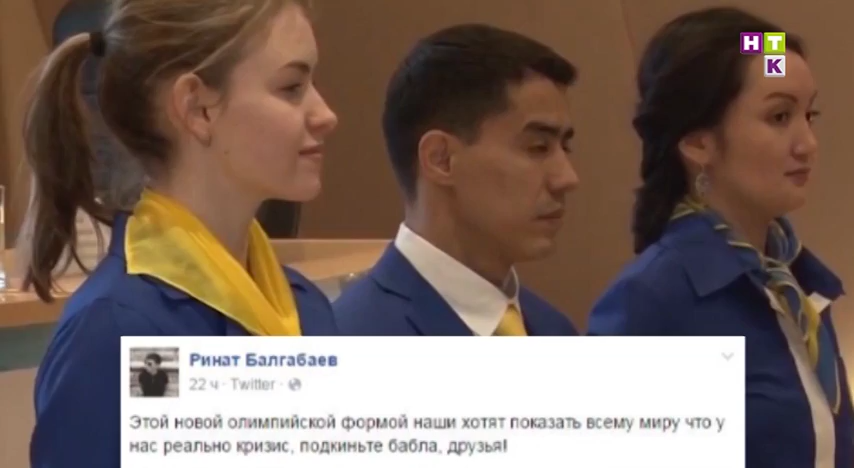 НТ
К
Ринат Балгабаев
22 ч · Twitter ·
Этой новой олимпийской формой наши хотят показать всему миру что у
нас реально кризис, подкиньте бабла, друзья!